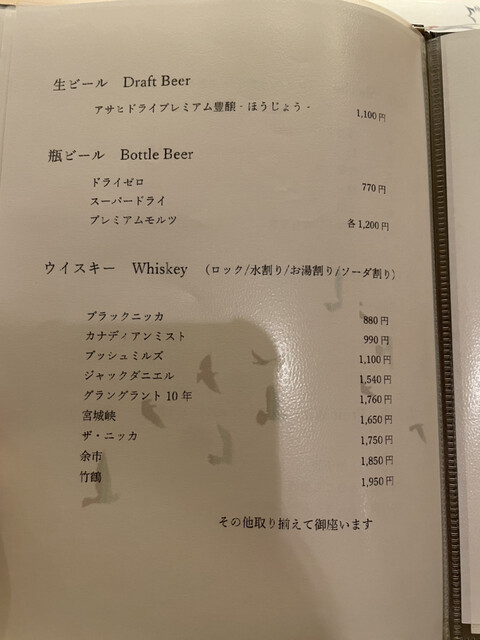 生ビール Draft Beer
アサヒドライプレミアム豊醸 - ほうじょう - 1,100円
瓶ビール Bottle Beer
ドライゼロ 770円
スーパードライ
プレミアムモルツ 各1,200円
ウイスキー Whiskey （ロック/水割り/お湯割り/ソーダ割り）
ブラックニッカ 880円
カナディアンミスト 990円
ブッシュミルズ 1,100円
ジャックダニエル 1,540円
グラングラント10年 1,760円
宮城峡 1,650円
ザ・ニッカ 1,750円
余市 1,850円
竹鶴 1,950円
その他取り揃えて御座います